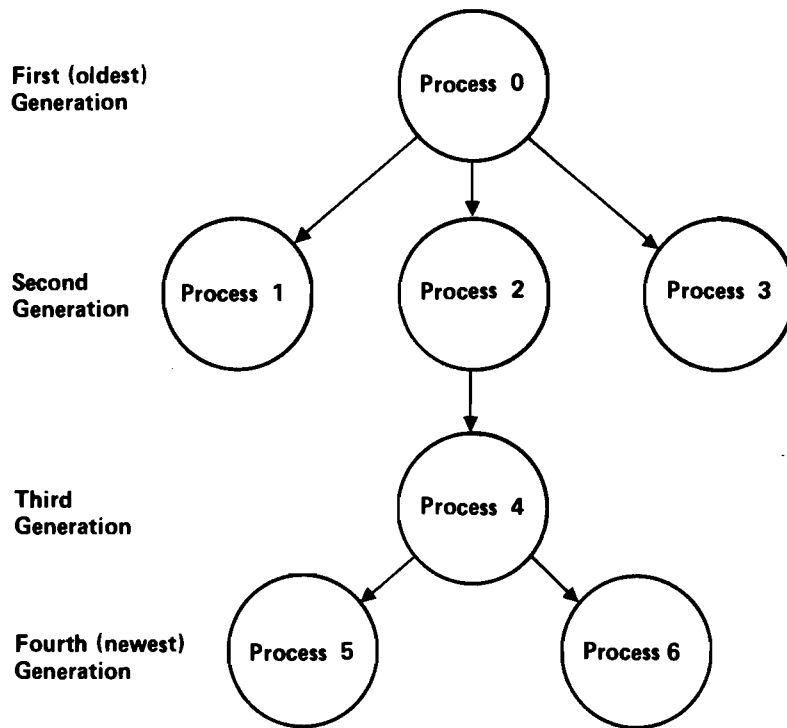 First (oldest)
Generation
Process 0
Second
Generation
Process 1
Process 2
Process 3
Third
Generation
Process 4
Fourth (newest)
Generation
Process 5
Process 6